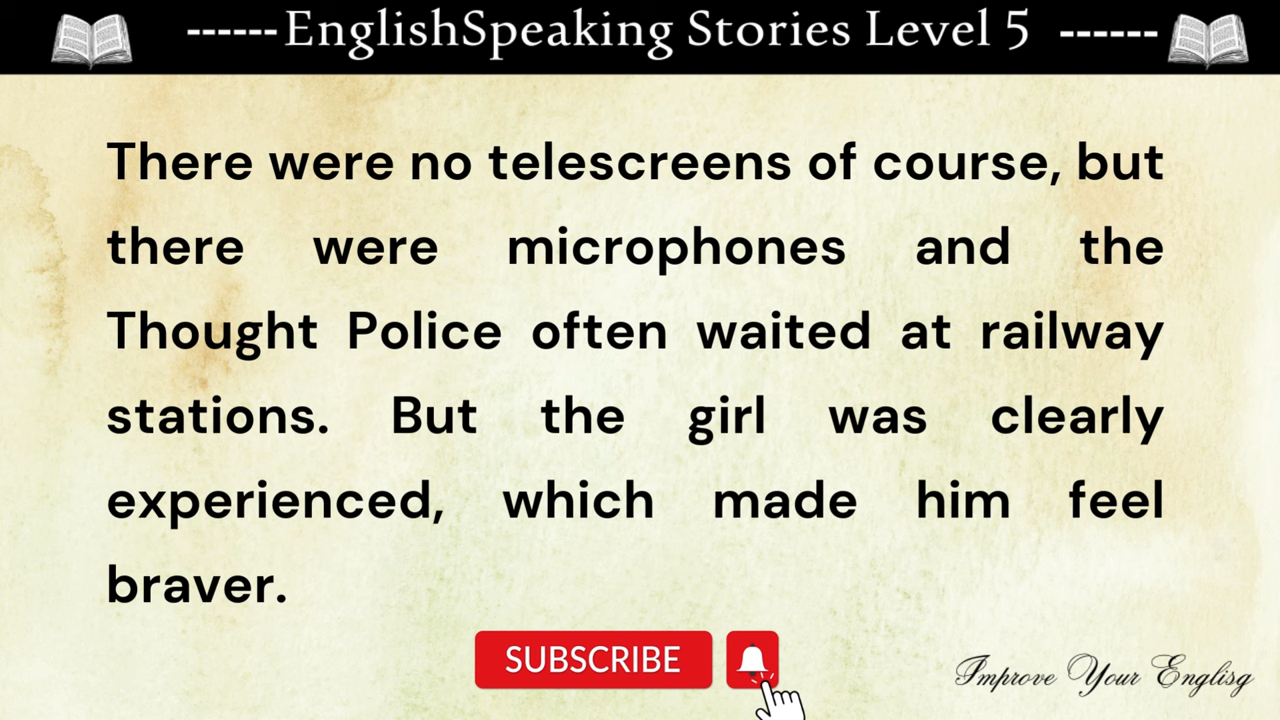 ------EnglishSpeaking Stories Level 5 ------
There were no telescreens of course, but
there were microphones and the
Thought Police often waited at railway
stations. But the girl was clearly
experienced, which made him feel
braver.
SUBSCRIBE
Improve Your Englisg